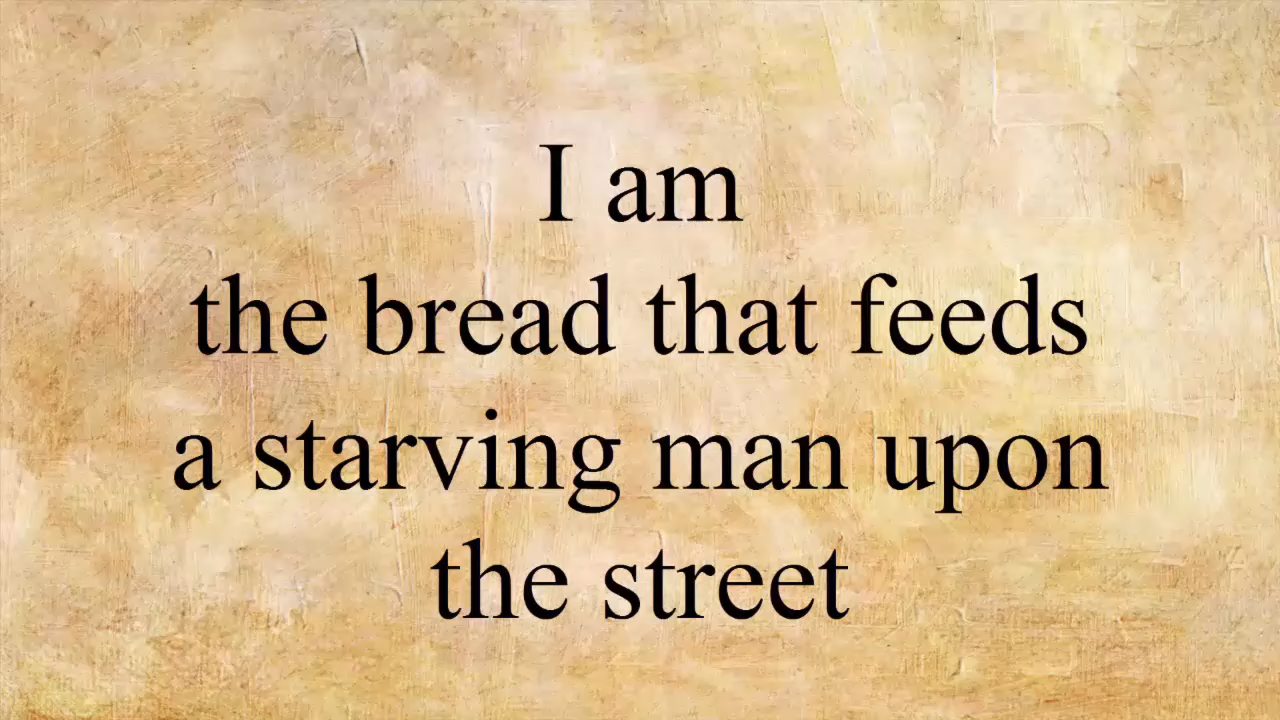 I am
the bread that feeds
a starving man upon
the street